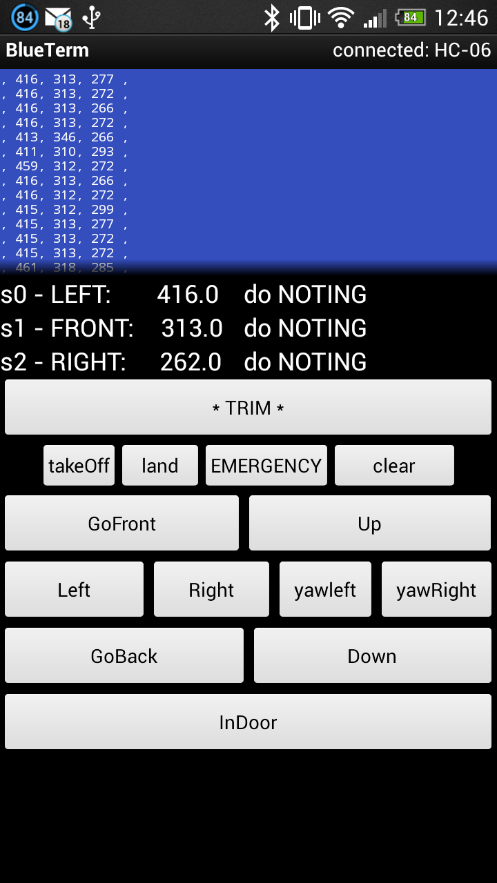 84 18 84 12:46
BlueTerm connected: HC-06
, 416, 313, 277 ,
, 416, 313, 272 ,
, 416, 313, 266 ,
, 416, 313, 272 ,
, 413, 346, 266 ,
, 411, 310, 293 ,
, 459, 312, 272 ,
, 416, 313, 266 ,
, 416, 312, 272 ,
, 415, 312, 299 ,
, 415, 313, 277 ,
, 415, 313, 272 ,
, 415, 313, 272 ,
, 461, 318, 285 ,
s0 - LEFT: 416.0 do NOTING
s1 - FRONT: 313.0 do NOTING
s2 - RIGHT: 262.0 do NOTING
* TRIM *
takeOff land EMERGENCY clear
GoFront Up
Left Right yawleft yawRight
GoBack Down
InDoor